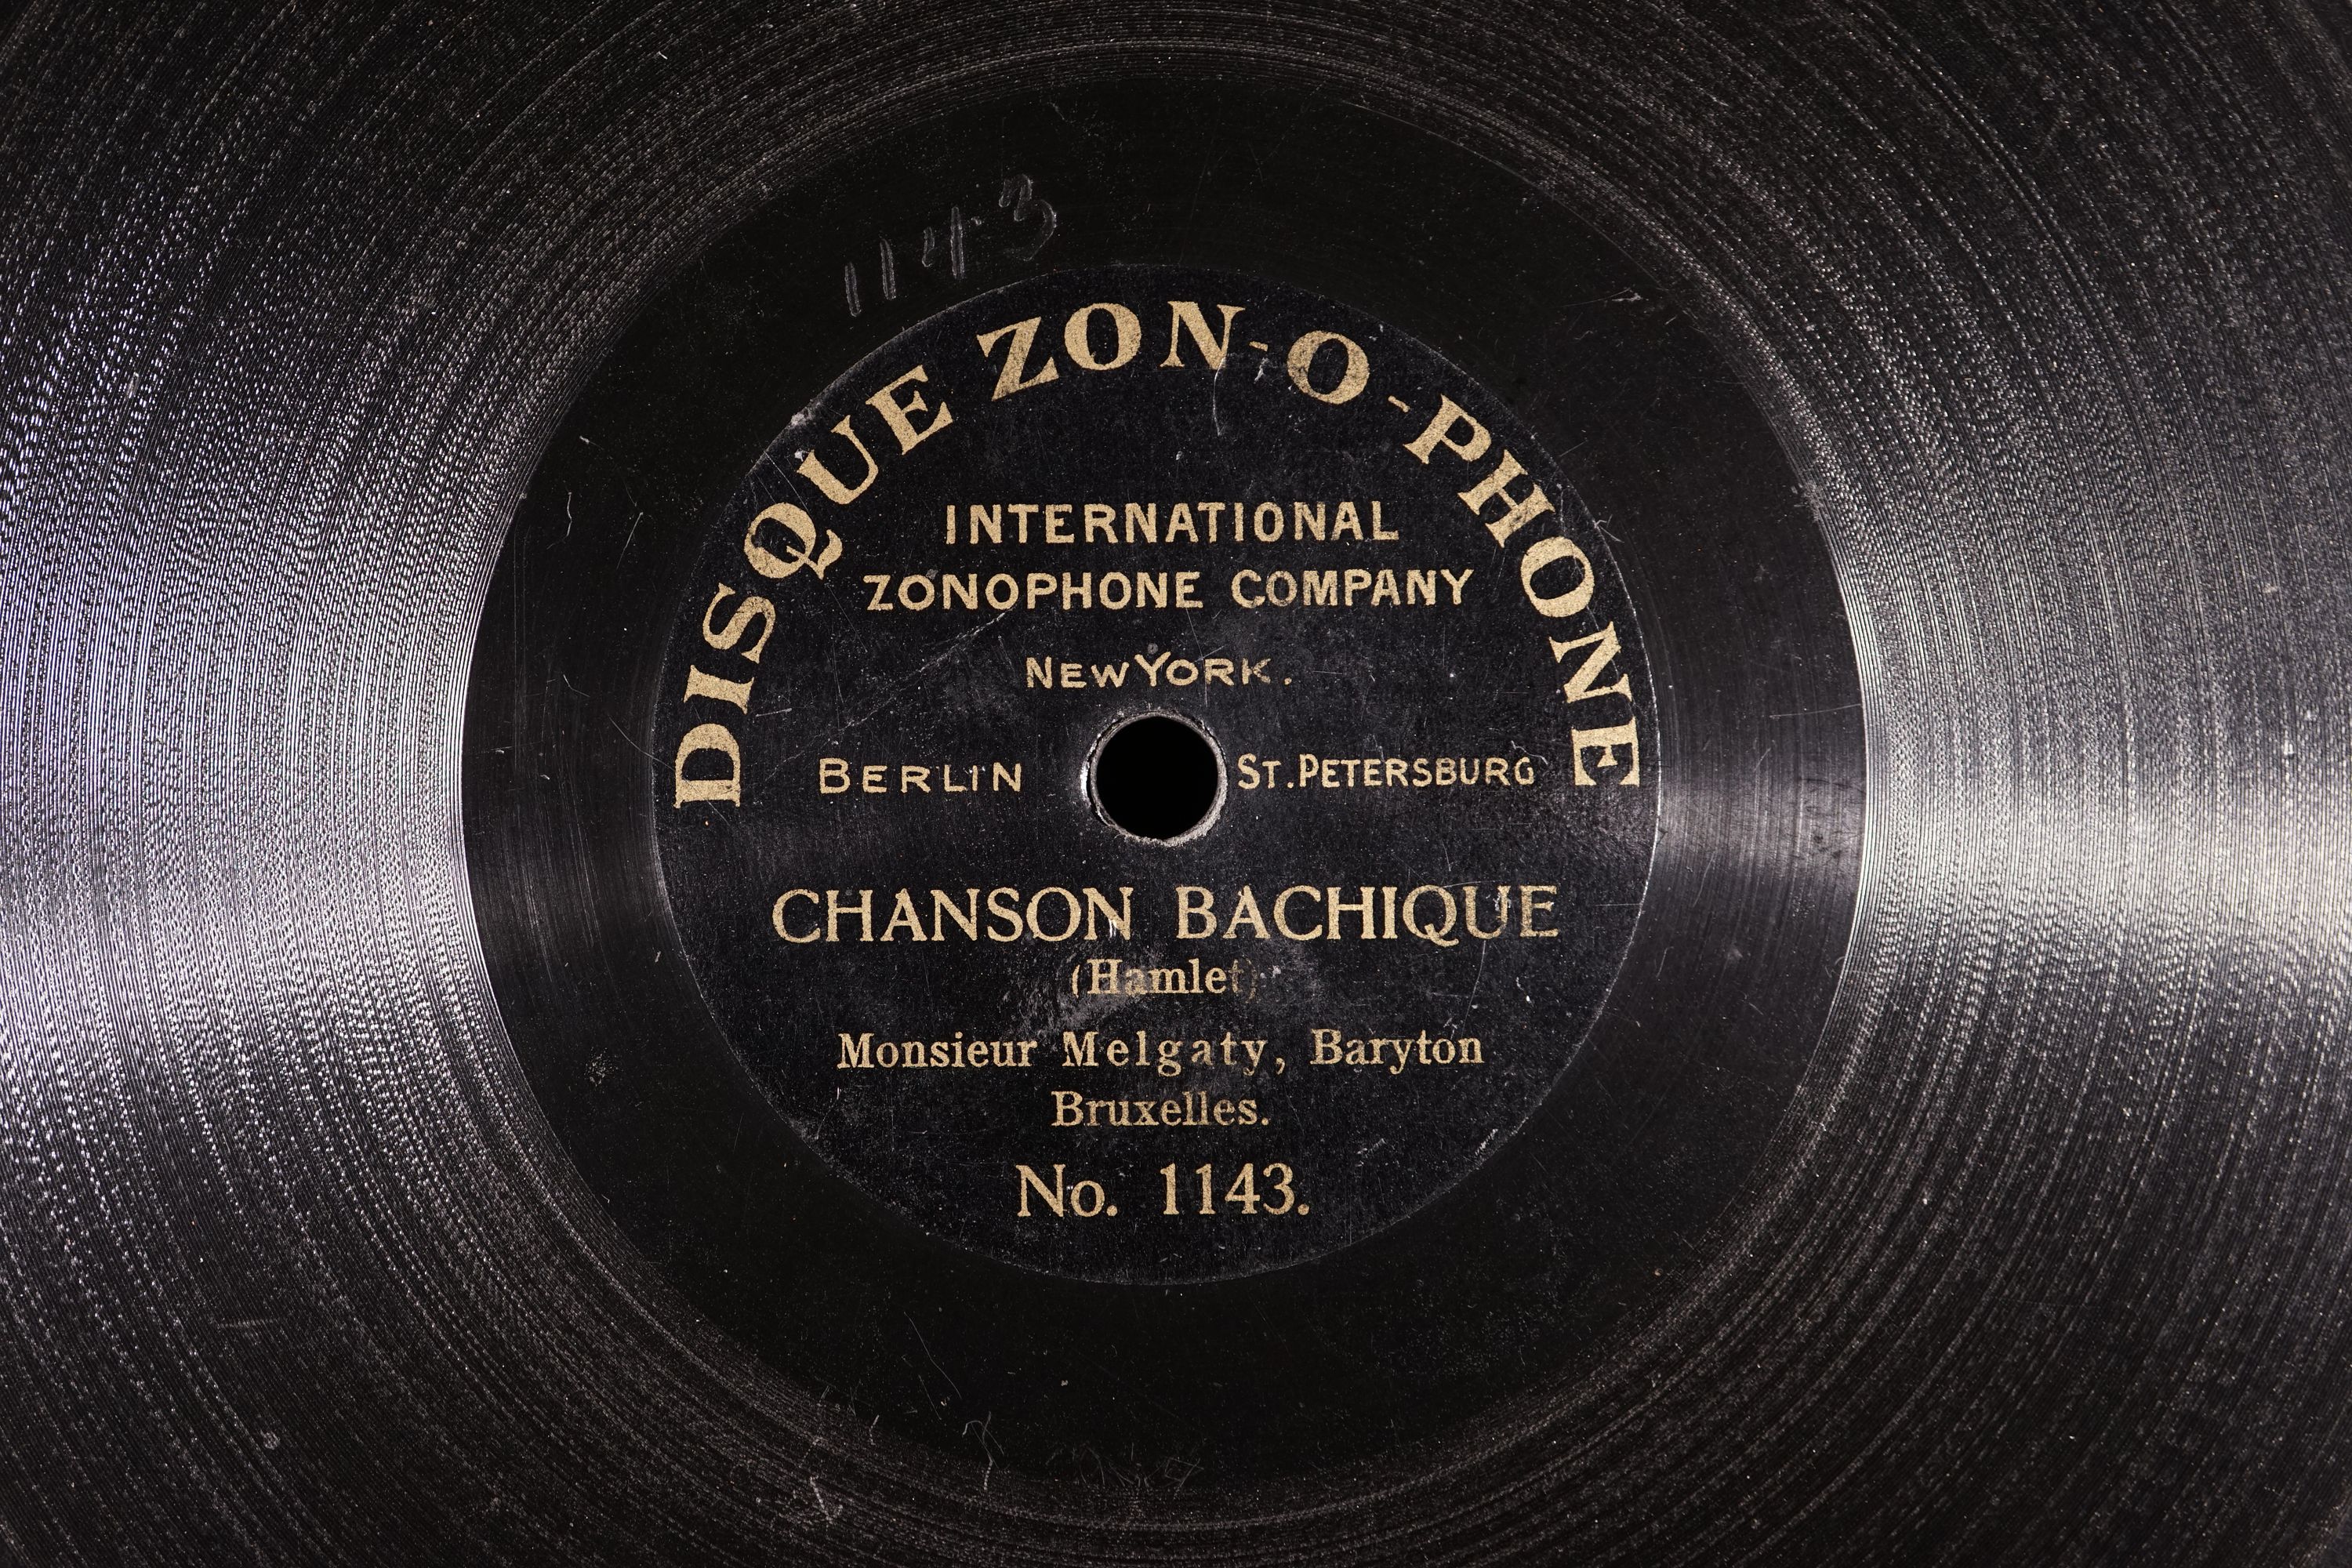 1143
DISQUE ZON-O-PHONE
INTERNATIONAL
ZONOPHONE COMPANY
NEW YORK.
BERLIN ST. PETERSBURG
CHANSON BACHIQUE
(Hamlet)
Monsieur Melgaty, Baryton
Bruxelles.
No. 1143.